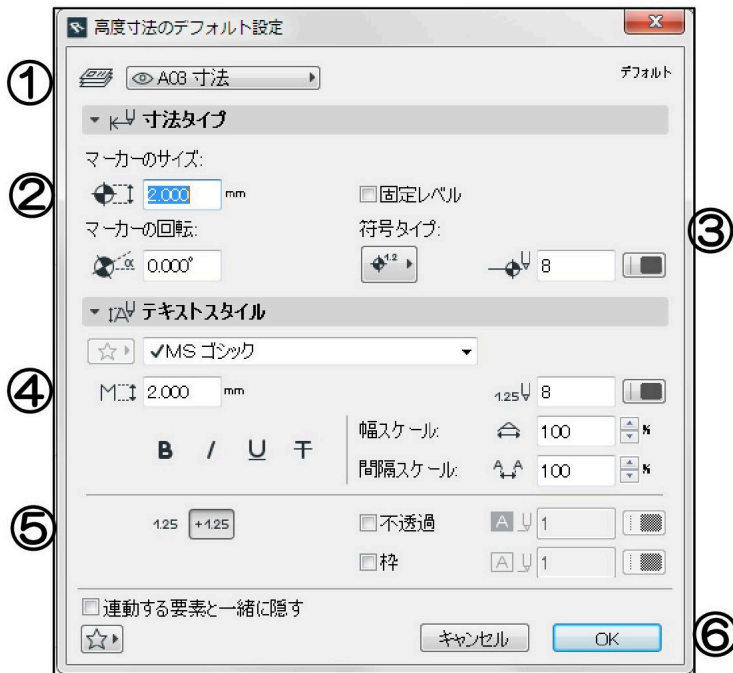 高度寸法のデフォルト設定
① A03 寸法 デフォルト
寸法タイプ
マーカーのサイズ:
② 2.000 mm 固定レベル
マーカーの回転: 符号タイプ: ③
α 0.000° 1.2 8
テキストスタイル
✓MS ゴシック
④ M 2.000 mm 1.25 8
B I U T 幅スケール: 100 %
間隔スケール: A A 100 %
⑤ 1.25 +1.25 不透過 A 1
枠 A 1
連動する要素と一緒に隠す
キャンセル OK ⑥